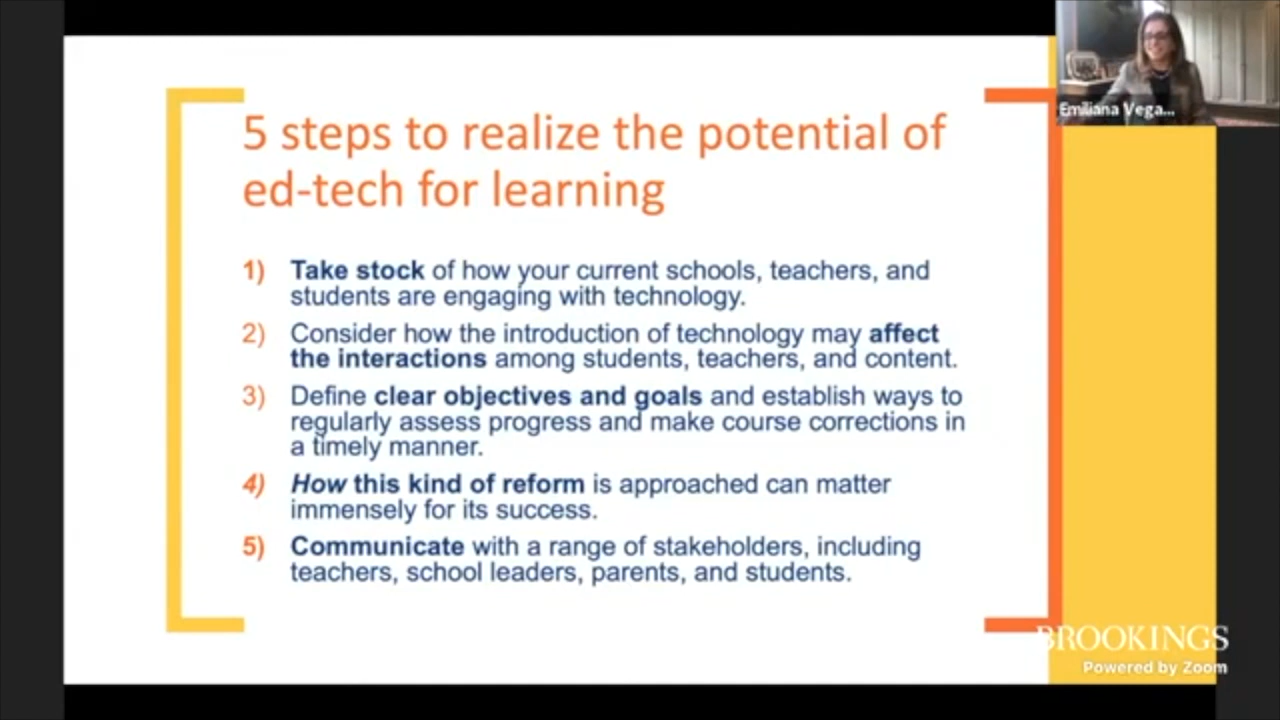 5 steps to realize the potential of
ed-tech for learning
1) Take stock of how your current schools, teachers, and
students are engaging with technology.
2) Consider how the introduction of technology may affect
the interactions among students, teachers, and content.
3) Define clear objectives and goals and establish ways to
regularly assess progress and make course corrections in
a timely manner.
4) How this kind of reform is approached can matter
immensely for its success.
5) Communicate with a range of stakeholders, including
teachers, school leaders, parents, and students.
Emiliana Vega...
BROOKINGS
Powered by Zoom